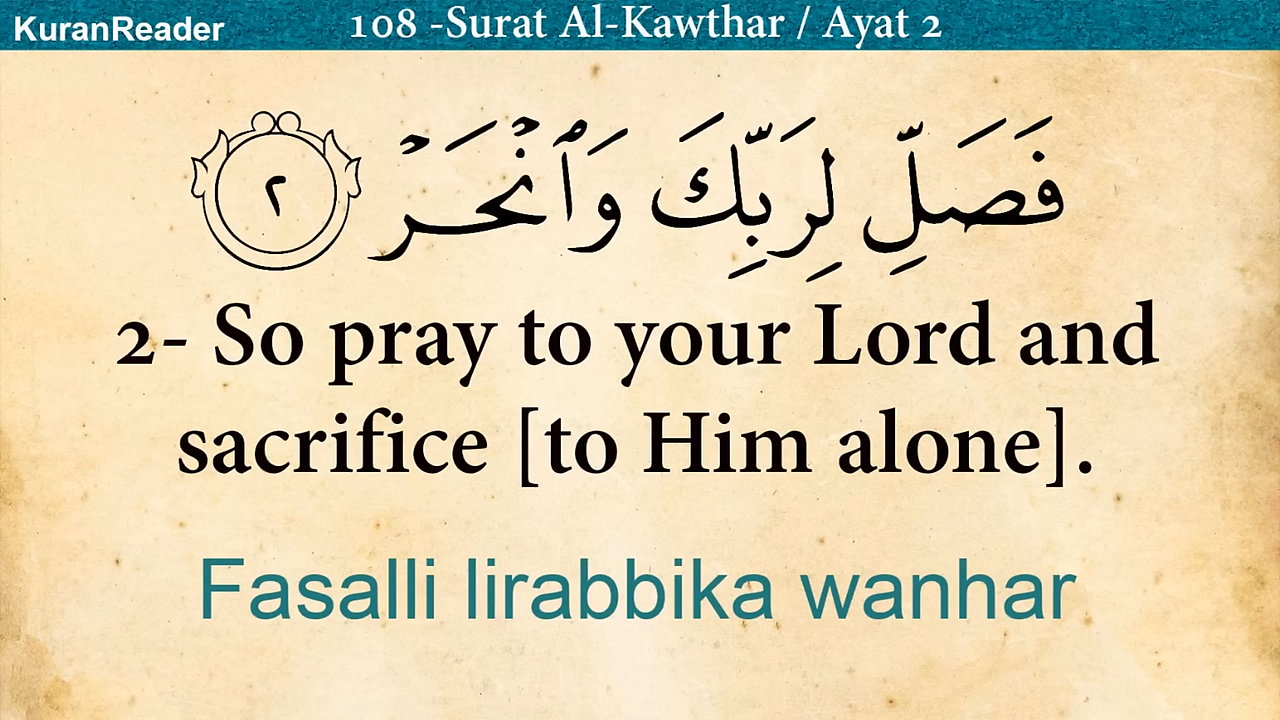 KuranReader
108 -Surat Al-Kawthar / Ayat 2
فَصَلِّ لِرَبِّكَ وَٱنْحَرْ ٢
2- So pray to your Lord and
sacrifice [to Him alone].
Fasalli lirabbika wanhar